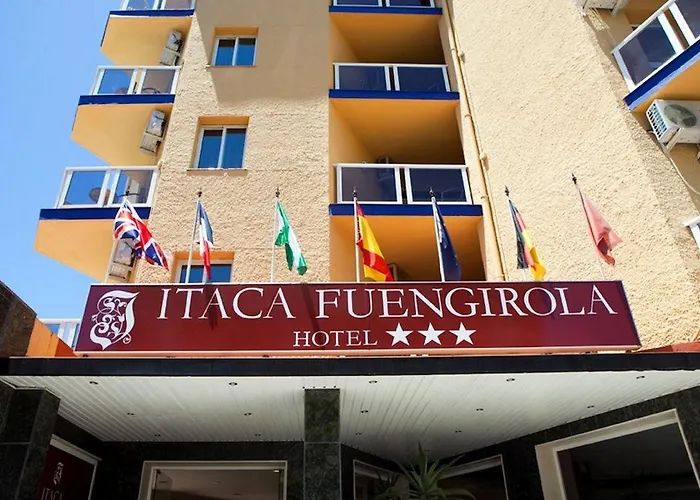 ITACA FUENGIROLA
HOTEL ★★★